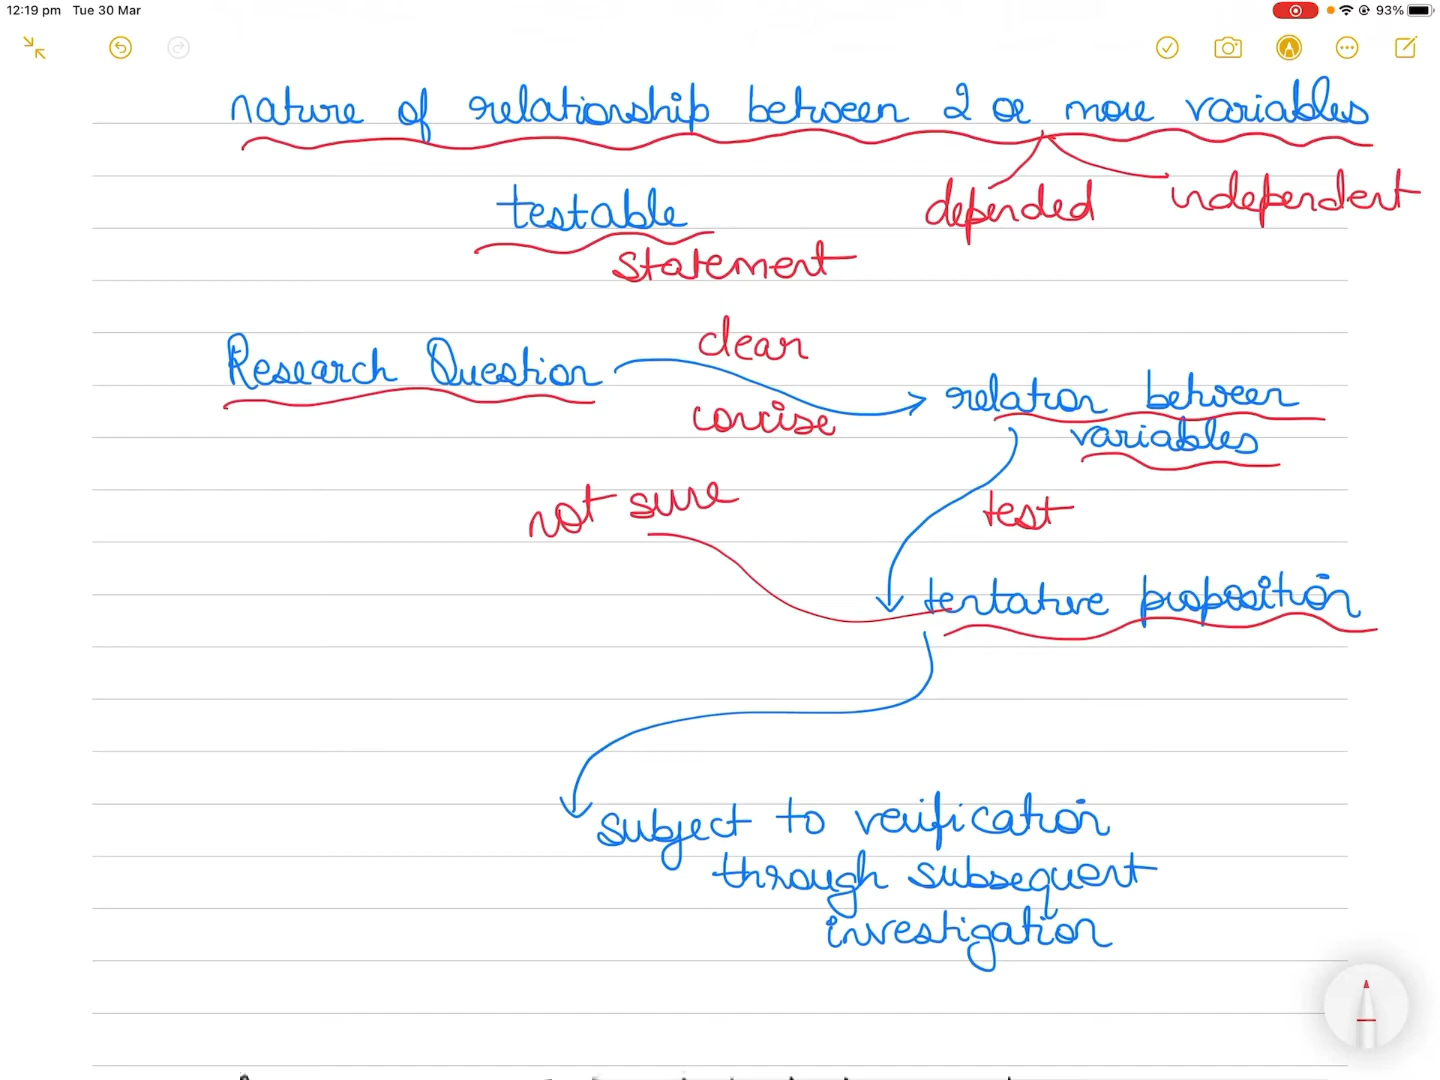 12:19 pm Tue 30 Mar
93%
nature of relationship between 2 or more variables
depended independent
testable
statement
clear
Research Question
relation between
concise
variables
not sure
test
tentative proposition
subject to verification
through subsequent
investigation